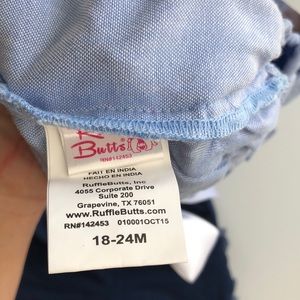 Butts
RN#142453
FAIT EN INDIA
HECHO EN INDIA
RuffleButts, Inc
4055 Corporate Drive
Suite 200
Grapevine, TX 76051
www.RuffleButts.com
RN#142453 010001OCT15
18-24M